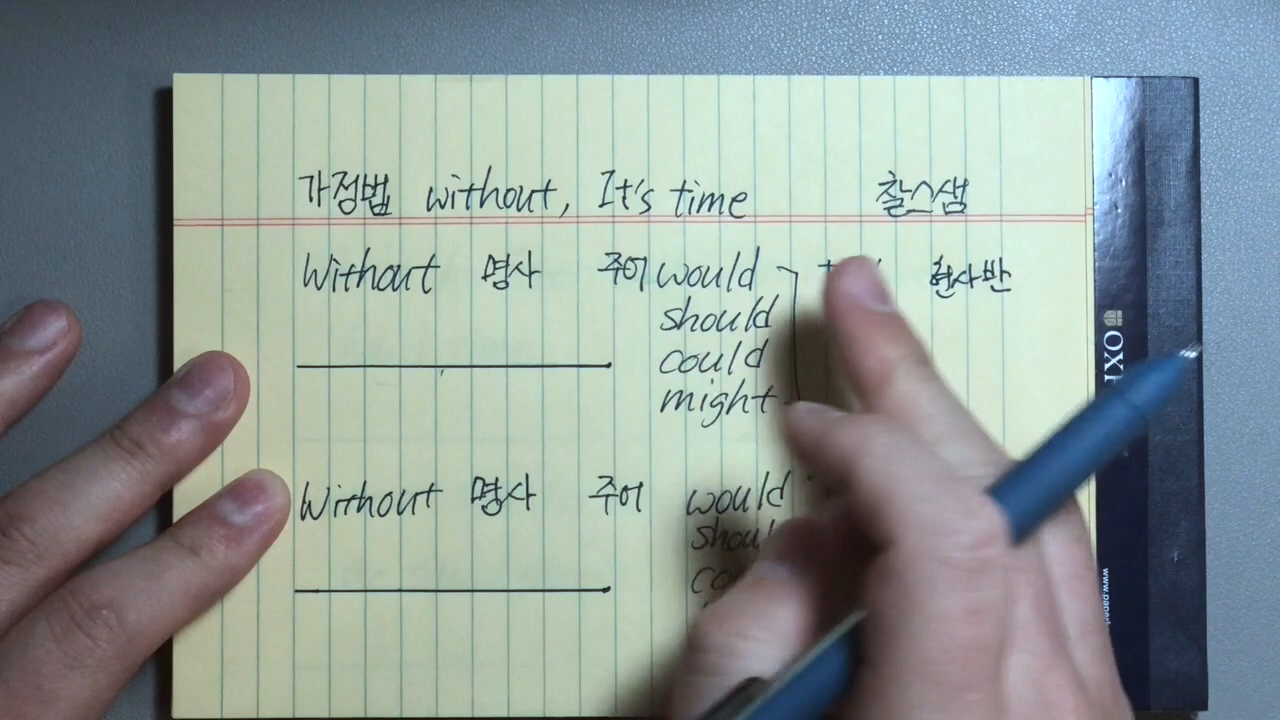 가정법 without, It's time 찰스샘
Without 명사 주어 would 현사반
should
could
might
Without 명사 주어 would